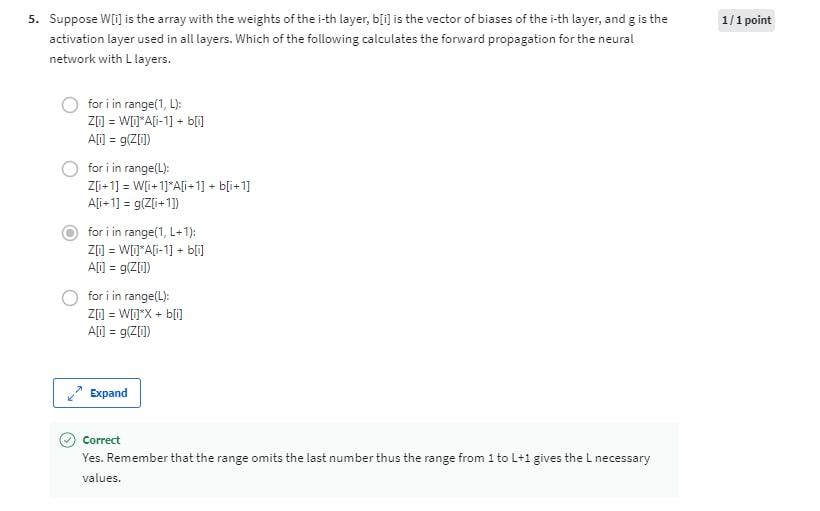 5. Suppose W[i] is the array with the weights of the i-th layer, b[i] is the vector of biases of the i-th layer, and g is the
1 / 1 point
activation layer used in all layers. Which of the following calculates the forward propagation for the neural
network with L layers.
for i in range(1, L):
Z[i] = W[i]*A[i-1] + b[i]
A[i] = g(Z[i])
for i in range(L):
Z[i+1] = W[i+1]*A[i+1] + b[i+1]
A[i+1] = g(Z[i+1])
for i in range(1, L+1):
Z[i] = W[i]*A[i-1] + b[i]
A[i] = g(Z[i])
for i in range(L):
Z[i] = W[i]*X + b[i]
A[i] = g(Z[i])
Expand
Correct
Yes. Remember that the range omits the last number thus the range from 1 to L+1 gives the L necessary
values.